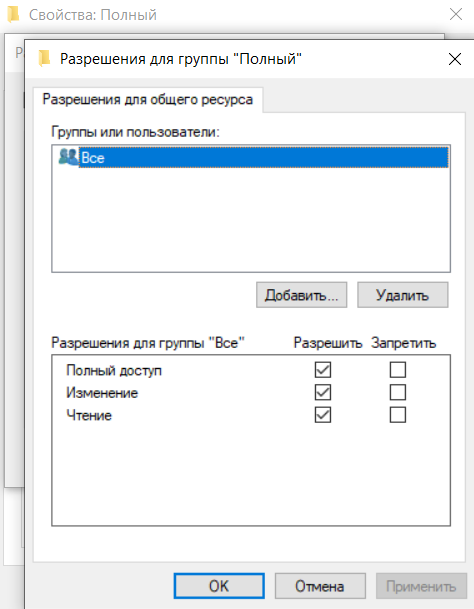 Свойства: Полный
Ра
Разрешения для группы "Полный"
Разрешения для общего ресурса
Группы или пользователи:
Все
Добавить...
Удалить
Разрешения для группы "Все" Разрешить Запретить
Полный доступ
Изменение
Чтение
ОК
Отмена
Применить